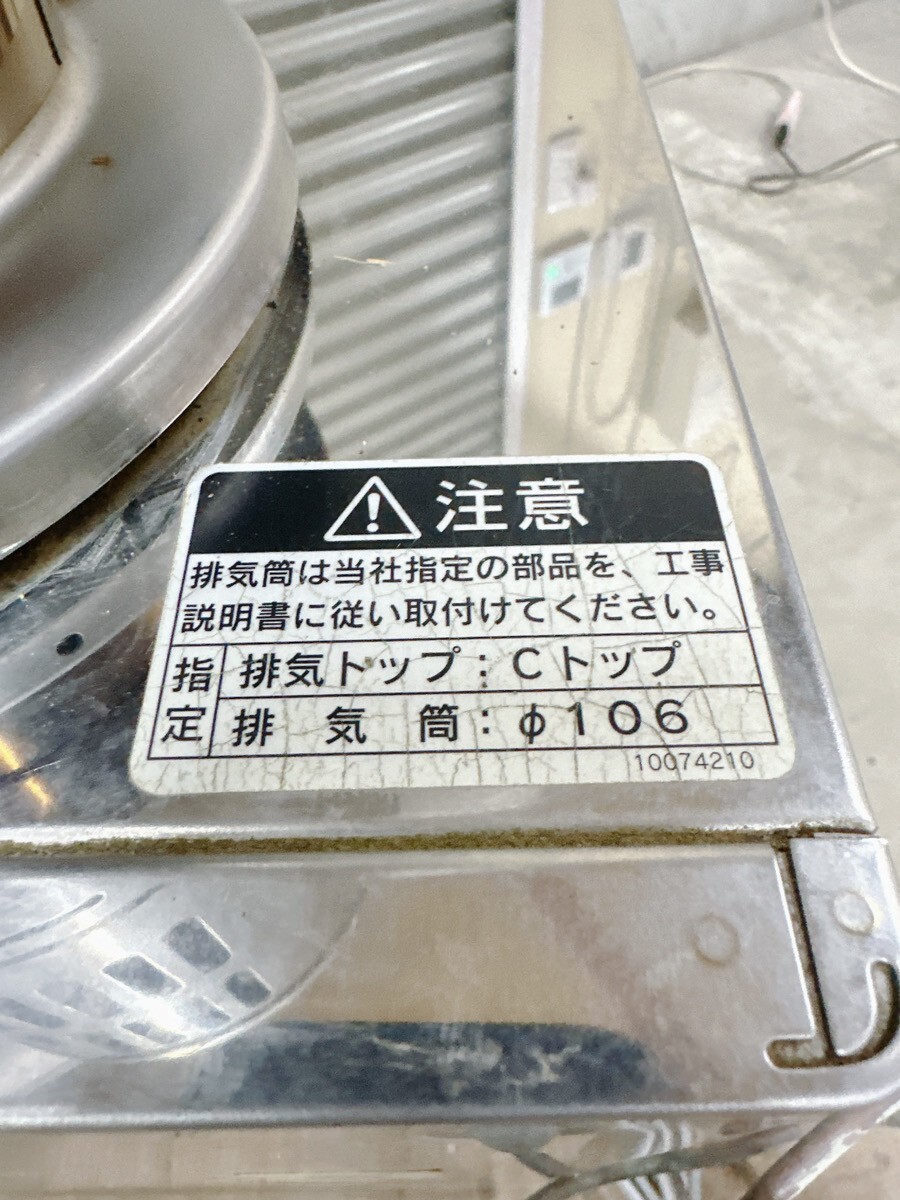 注意
排気筒は当社指定の部品を、工事
説明書に従い取付けてください。
指定
排気トップ：Cトップ
排気筒：φ106
10074210